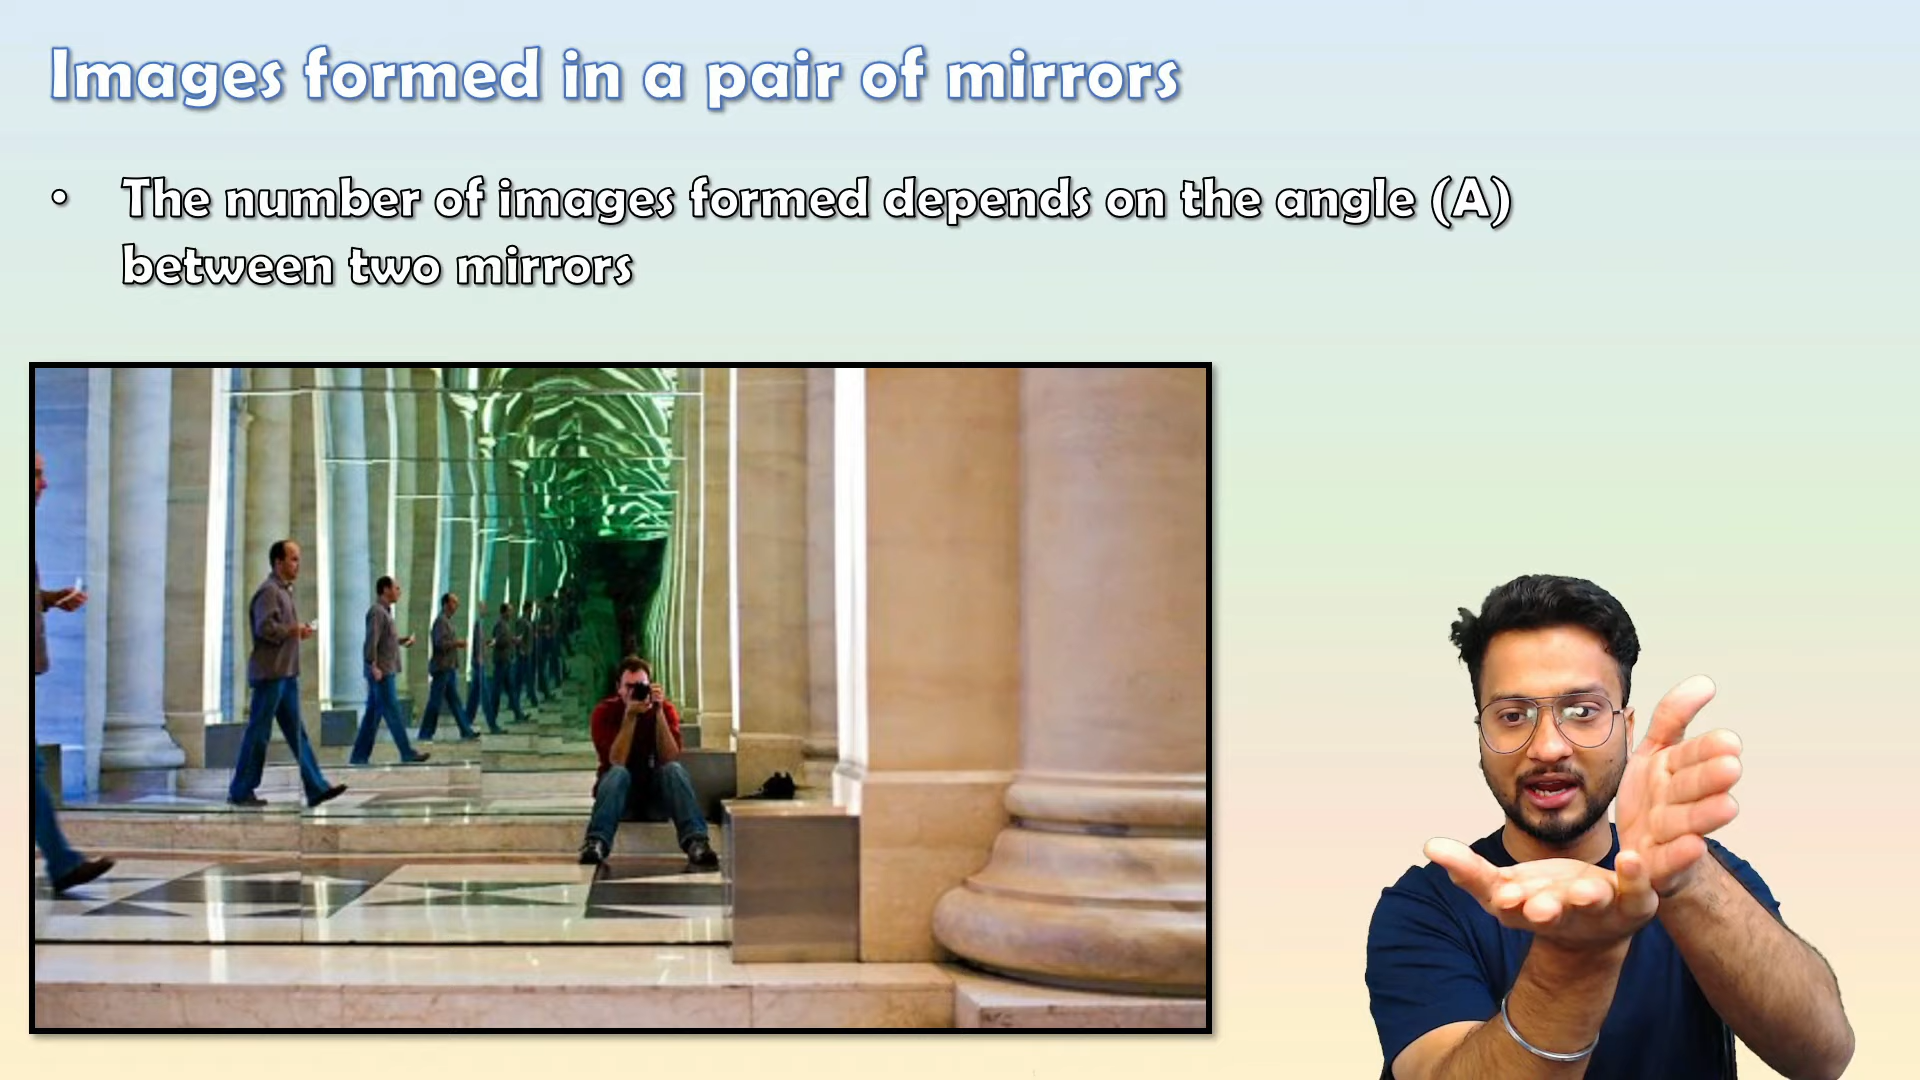 Images formed in a pair of mirrors
• The number of images formed depends on the angle (A)
between two mirrors